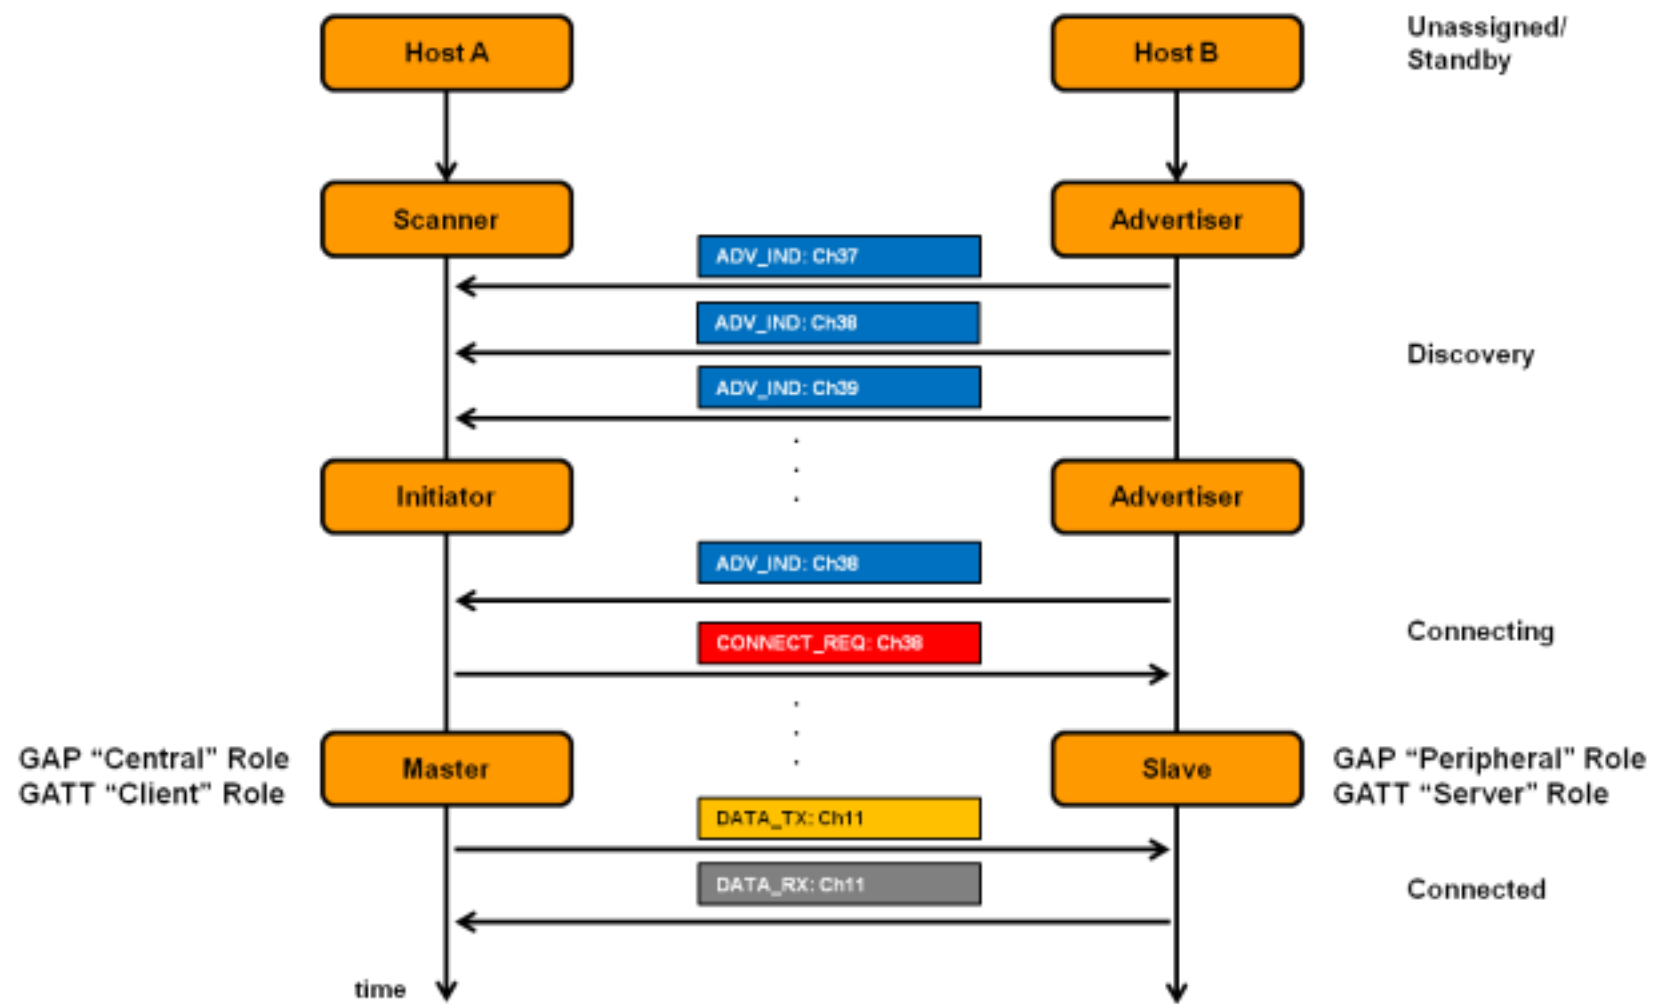 Host A
Host B
Unassigned/
Standby
Scanner
Advertiser
ADV_IND: Ch37
ADV_IND: Ch38
Discovery
ADV_IND: Ch39
Initiator
Advertiser
ADV_IND: Ch38
Connecting
CONNECT_REQ: Ch38
GAP “Central” Role
GATT “Client” Role
Master
Slave
GAP “Peripheral” Role
GATT “Server” Role
DATA_TX: Ch11
DATA_RX: Ch11
Connected
time